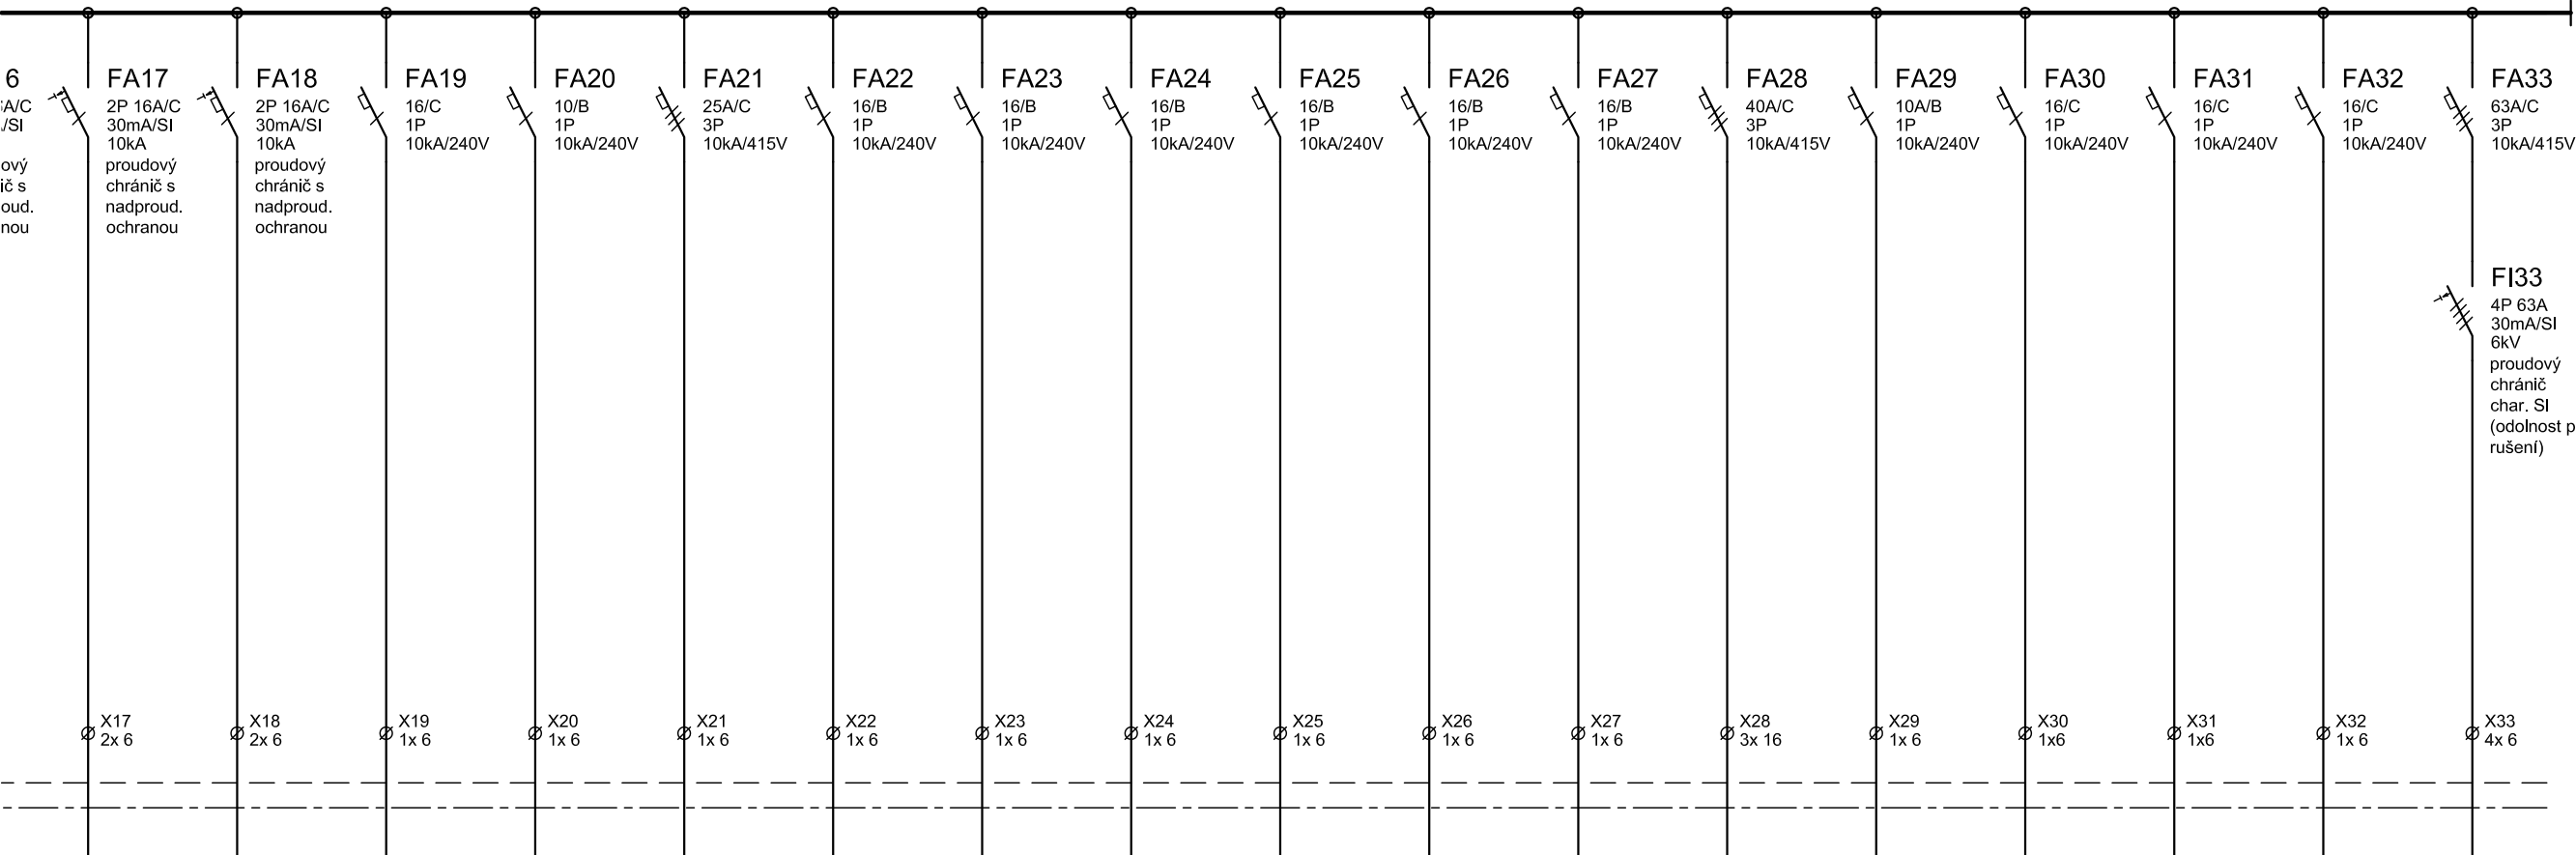 6
A/C
/SI
ový
ič s
oud.
nou
FA17
2P 16A/C
30mA/SI
10kA
proudový
chránič s
nadproud.
ochranou
FA18
2P 16A/C
30mA/SI
10kA
proudový
chránič s
nadproud.
ochranou
FA19
16/C
1P
10kA/240V
FA20
10/B
1P
10kA/240V
FA21
25A/C
3P
10kA/415V
FA22
16/B
1P
10kA/240V
FA23
16/B
1P
10kA/240V
FA24
16/B
1P
10kA/240V
FA25
16/B
1P
10kA/240V
FA26
16/B
1P
10kA/240V
FA27
16/B
1P
10kA/240V
FA28
40A/C
3P
10kA/415V
FA29
10A/B
1P
10kA/240V
FA30
16/C
1P
10kA/240V
FA31
16/C
1P
10kA/240V
FA32
16/C
1P
10kA/240V
FA33
63A/C
3P
10kA/415V
FI33
4P 63A
30mA/SI
6kV
proudový
chránič
char. SI
(odolnost p
rušení)
X17
2x 6
X18
2x 6
X19
1x 6
X20
1x 6
X21
1x 6
X22
1x 6
X23
1x 6
X24
1x 6
X25
1x 6
X26
1x 6
X27
1x 6
X28
3x 16
X29
1x 6
X30
1x6
X31
1x6
X32
1x 6
X33
4x 6